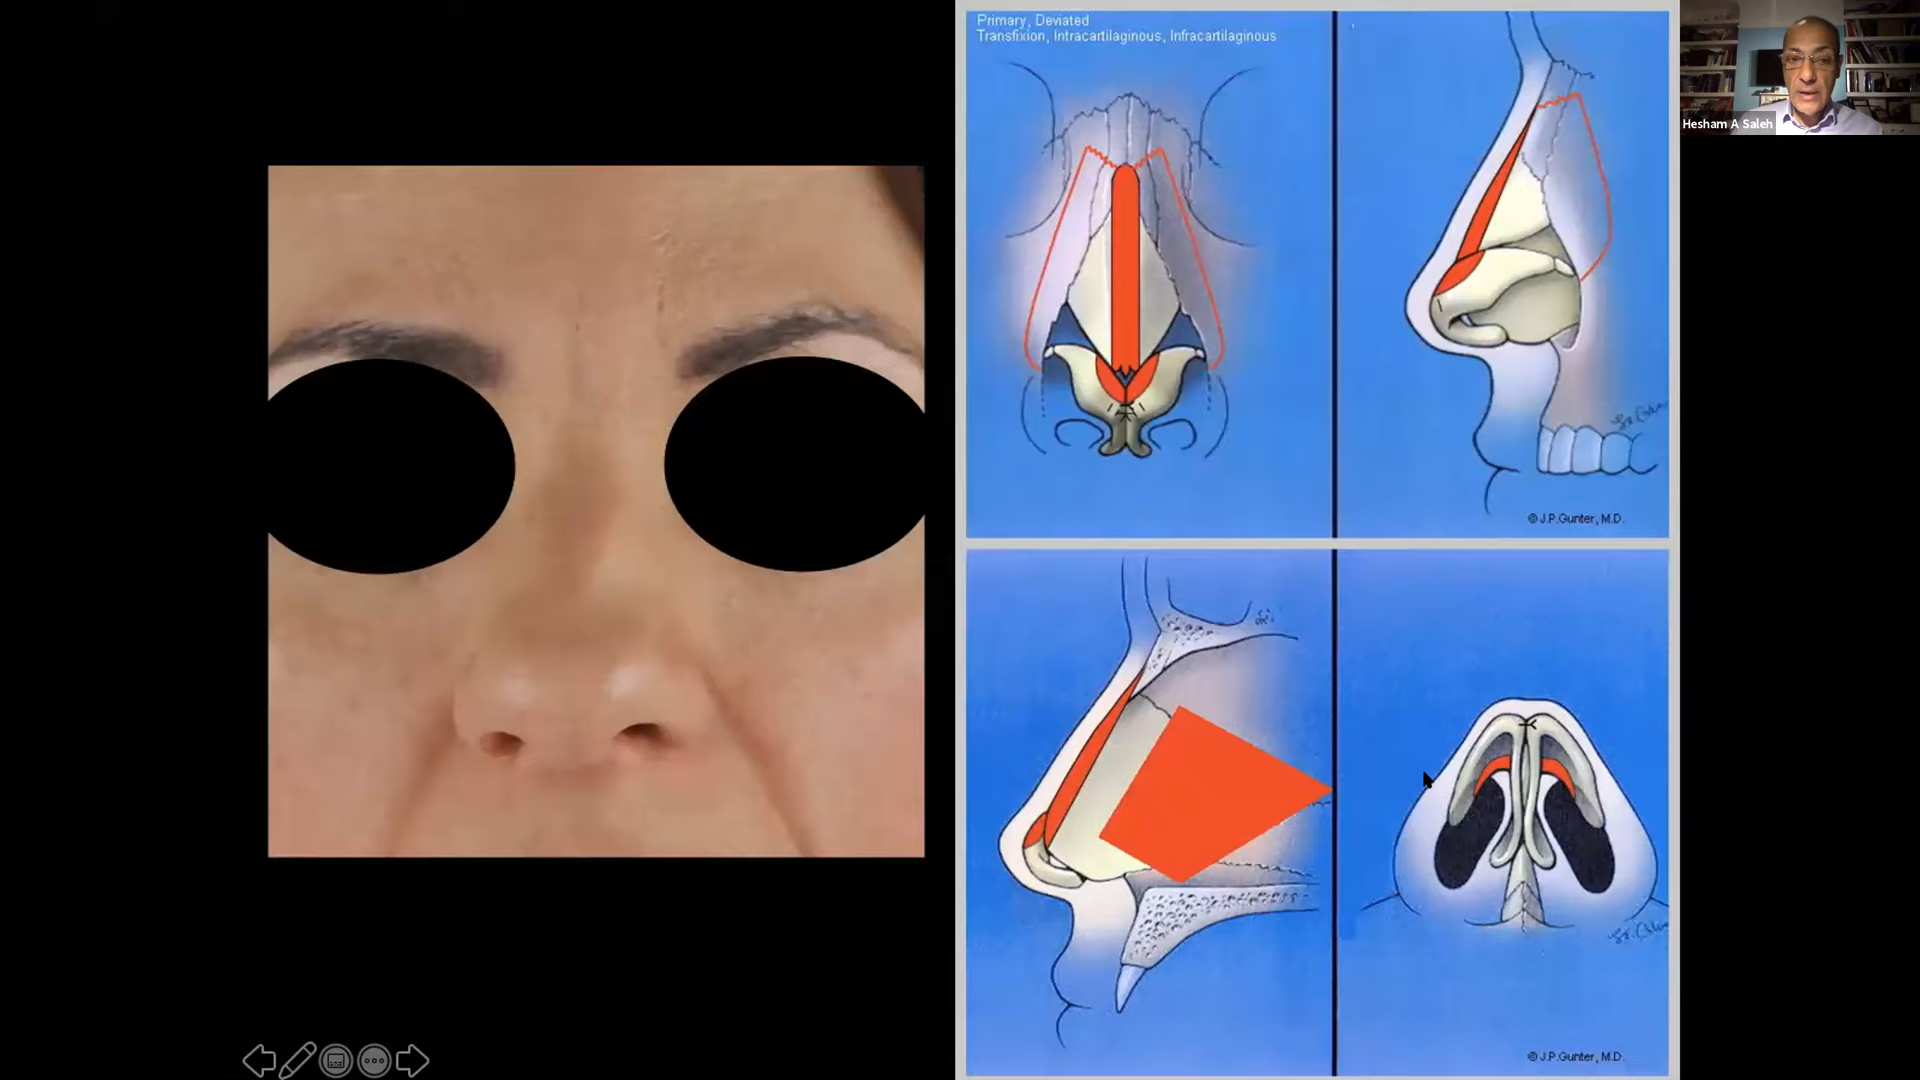 Primary, Deviated
Transfixion, Intracartilaginous, Infracartilaginous
Hesham A Saleh
© J.P.Gunter, M.D.
© J.P.Gunter, M.D.